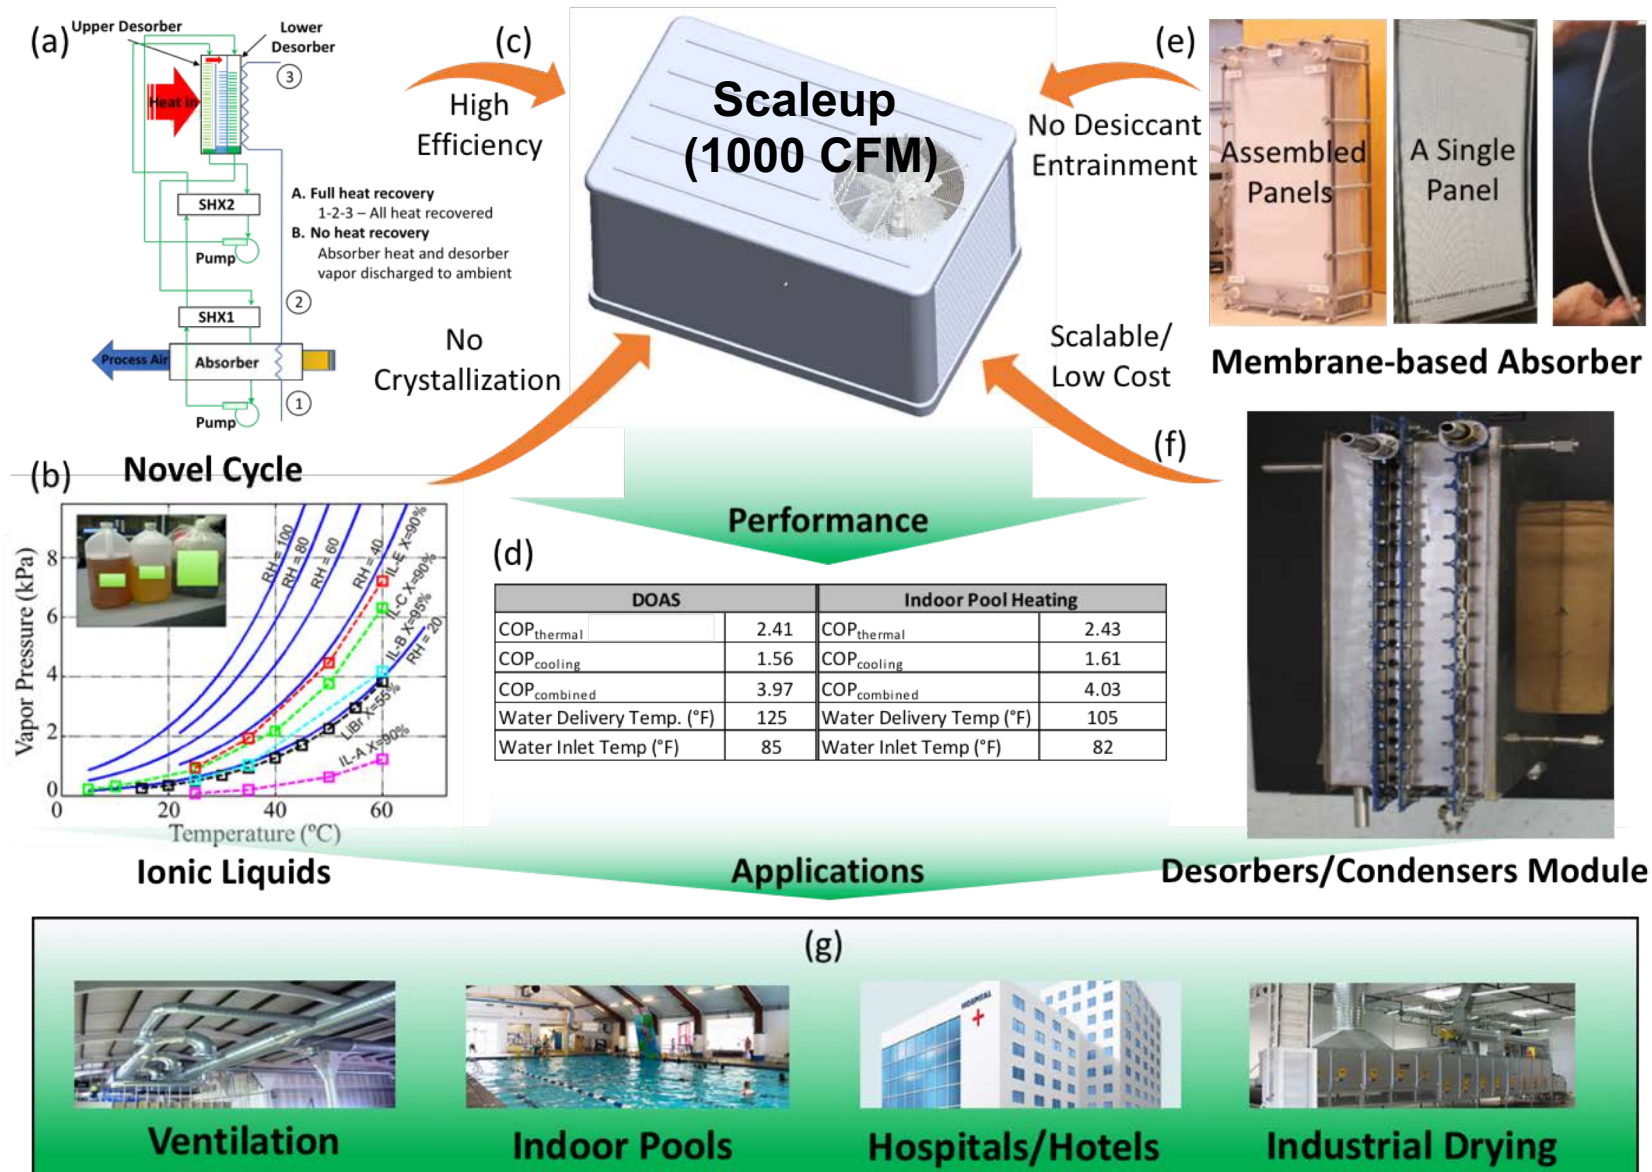 (a)
Upper Desorber
Lower
Desorber
3
Heat in
SHX2
Pump
A. Full heat recovery
1-2-3 – All heat recovered
B. No heat recovery
Absorber heat and desorber
vapor discharged to ambient
2
SHX1
Process Air
Absorber
1
Pump
Novel Cycle
(c)
High
Efficiency
No
Crystallization
Scaleup
(1000 CFM)
(e)
No Desiccant
Entrainment
Scalable/
Low Cost
Assembled
Panels
A Single
Panel
Membrane-based Absorber
(b)
Vapor Pressure (kPa)
8
6
4
2
0
0
20
40
60
Temperature (ºC)
RH = 100
RH = 80
RH = 60
RH = 40
IL-E X=90%
IL-C X=90%
IL-B X=95%
RH = 20
LiBr X=55%
IL-A X=90%
Ionic Liquids
Performance
(d)
DOAS Indoor Pool Heating
COPthermal 2.41 COPthermal 2.43
COPcooling 1.56 COPcooling 1.61
COPcombined 3.97 COPcombined 4.03
Water Delivery Temp. (°F) 125 Water Delivery Temp (°F) 105
Water Inlet Temp (°F) 85 Water Inlet Temp (°F) 82
(f)
Desorbers/Condensers Module
Applications
(g)
HOSPITAL
Ventilation
Indoor Pools
Hospitals/Hotels
Industrial Drying